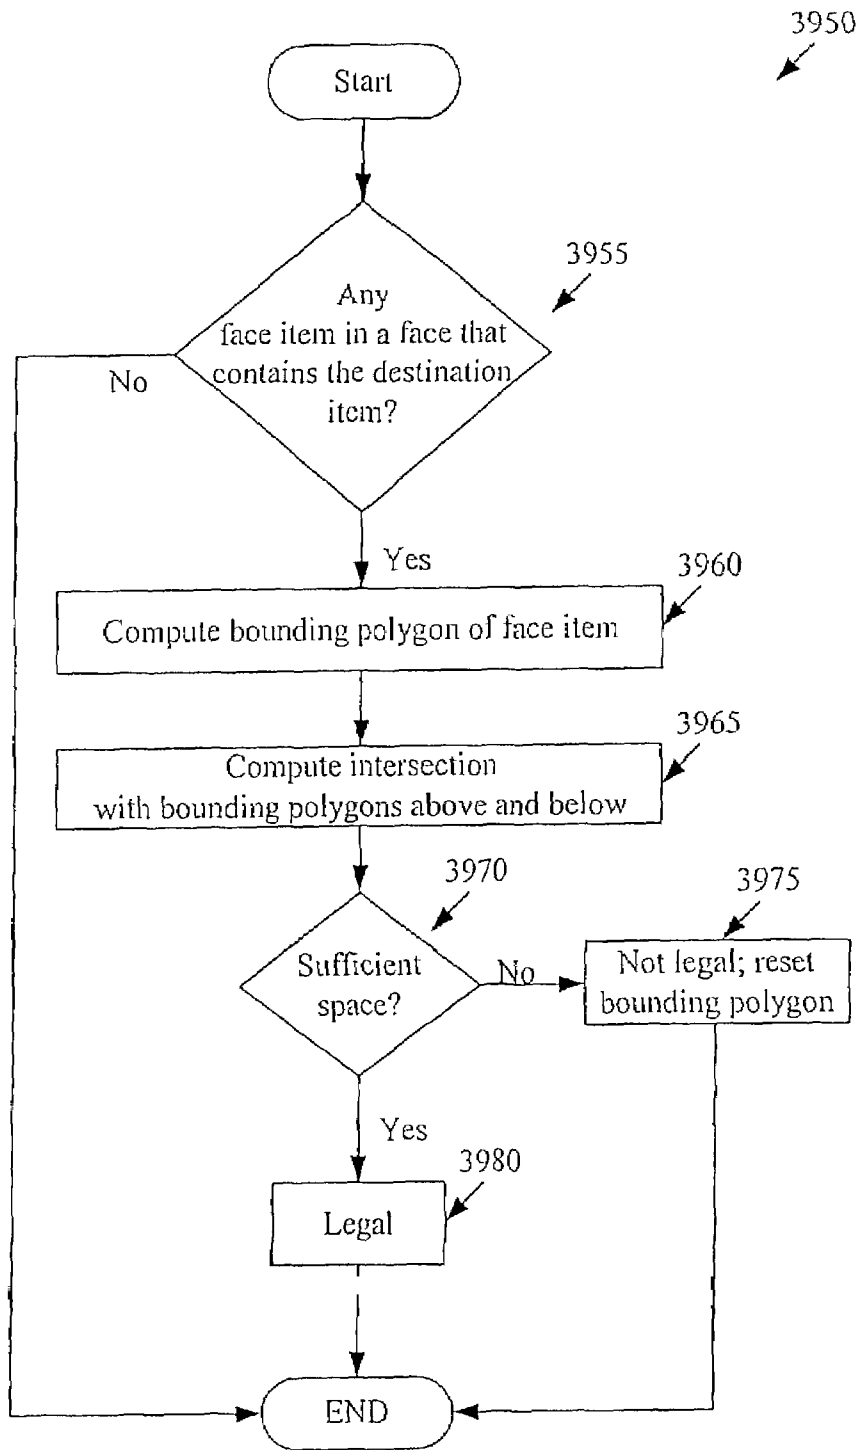 3950
Start
3955
Any
face item in a face that
contains the destination
item?
No
Yes
3960
Compute bounding polygon of face item
3965
Compute intersection
with bounding polygons above and below
3970
3975
Sufficient
space?
No
Not legal; reset
bounding polygon
Yes
3980
Legal
END